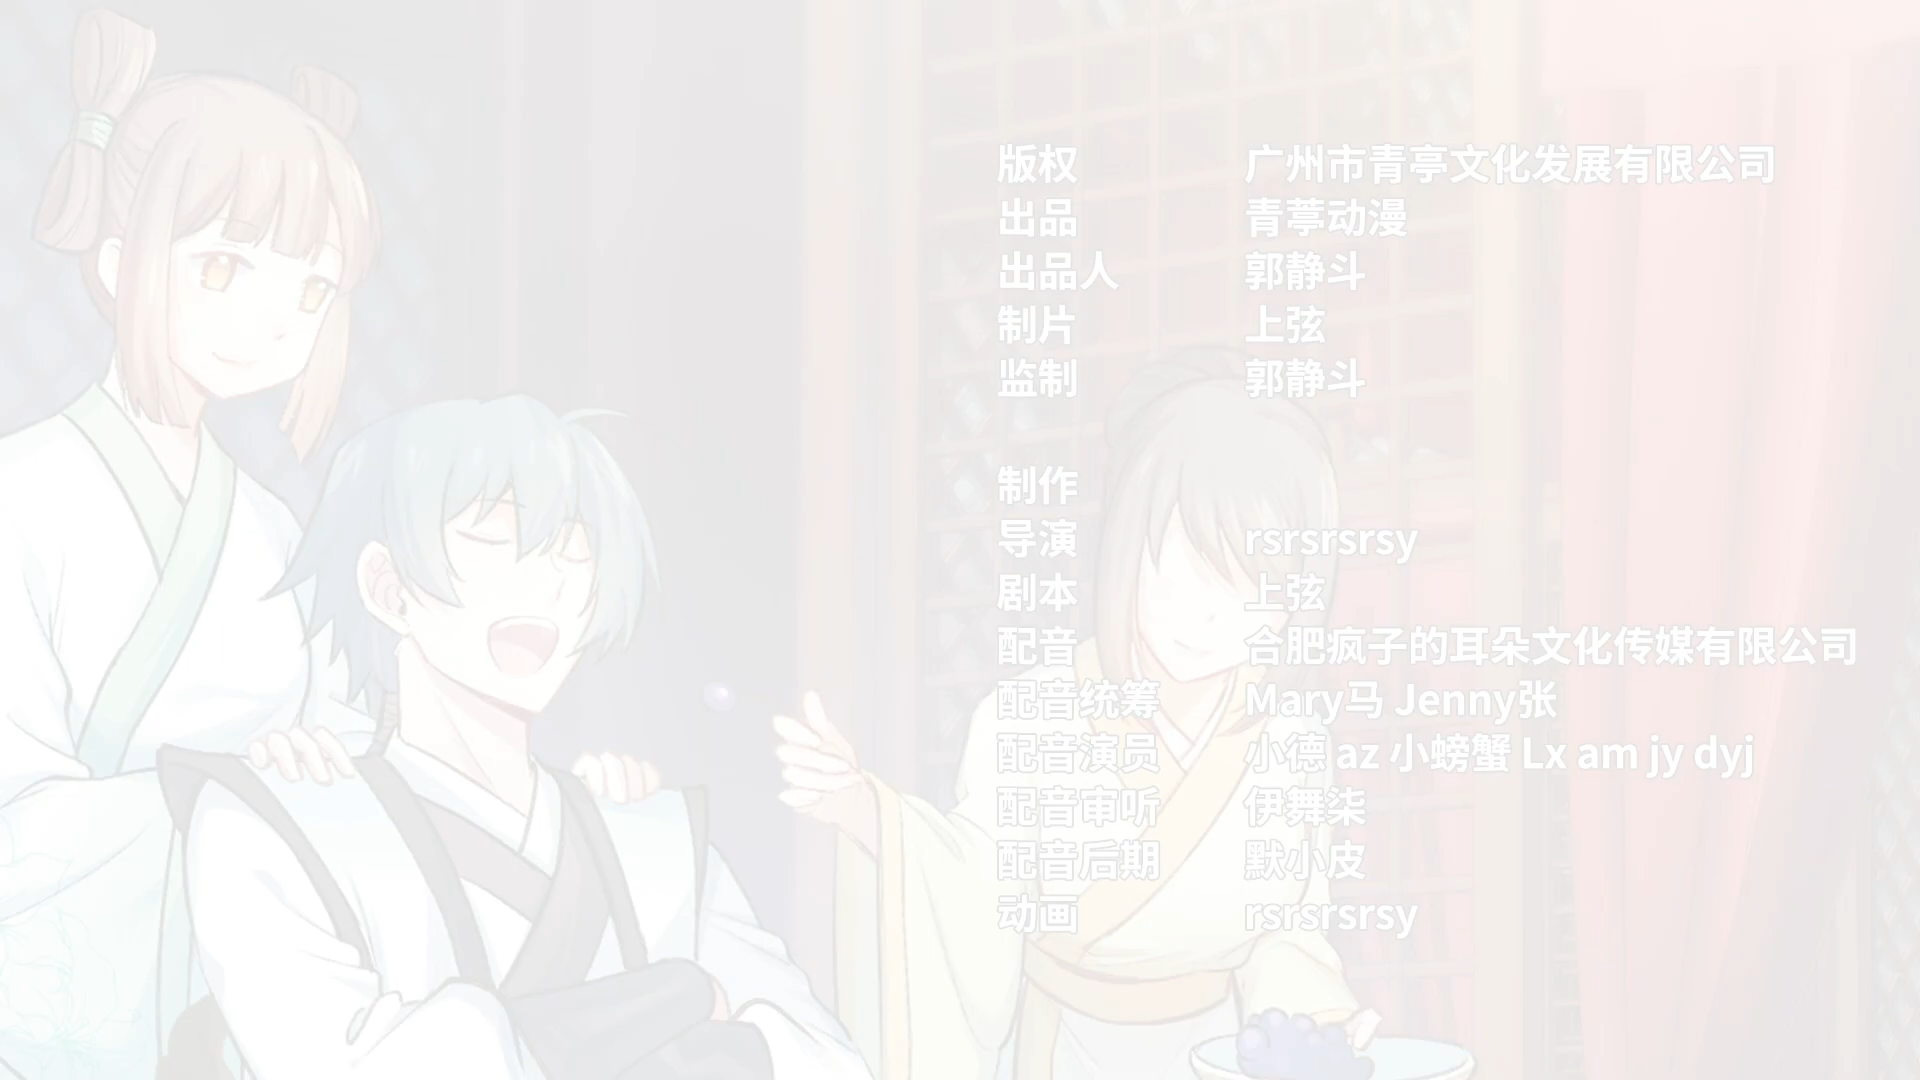 版权 广州市青亭文化发展有限公司
出品 青葶动漫
出品人 郭静斗
制片 上弦
监制 郭静斗
制作
导演 rsrsrsrsy
剧本 上弦
配音 合肥疯子的耳朵文化传媒有限公司
配音统筹 Mary马 Jenny张
配音演员 小德 az 小螃蟹 Lx am jy dyj
配音审听 伊舞柒
配音后期 默小皮
动画 rsrsrsrsy